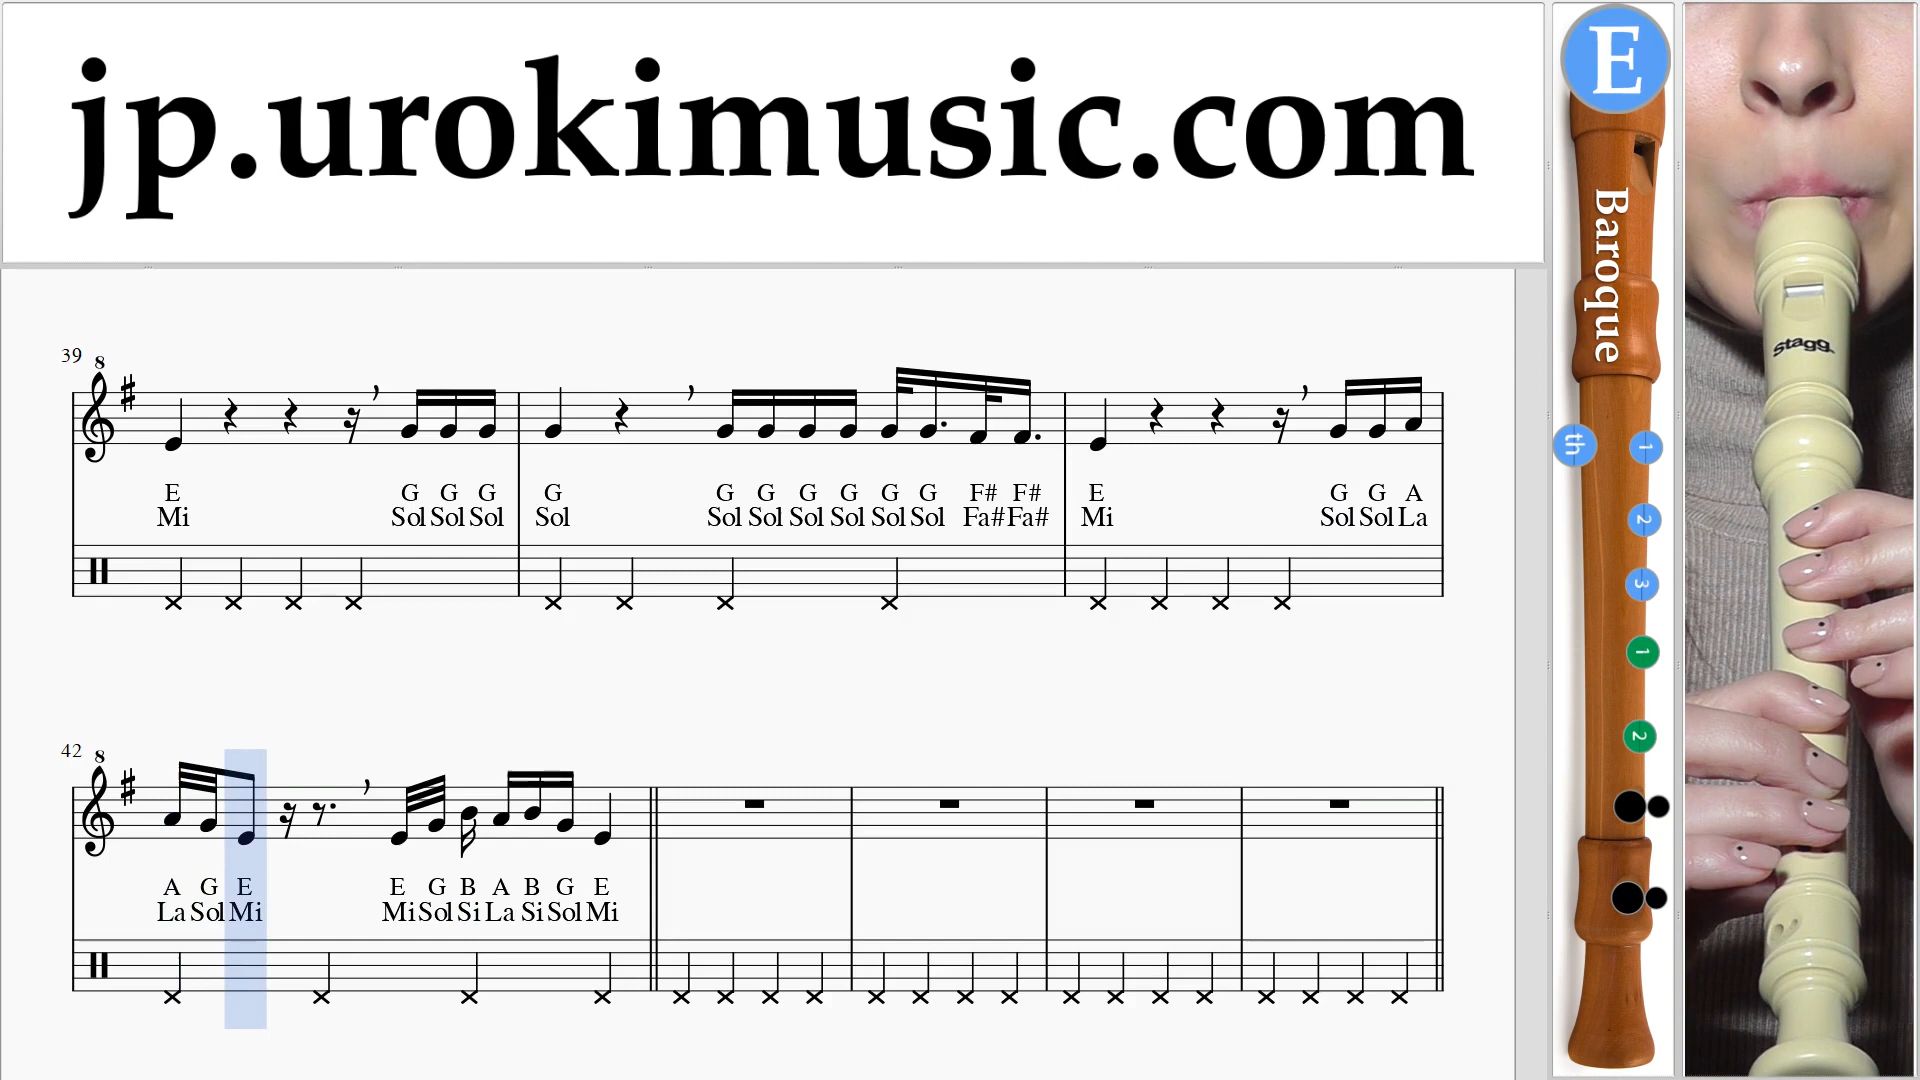 jp.urokimusic.com
E
Baroque
Stagg
th
1
2
3
1
2
39
8
E G G G G G G G G G G F# F# E G G A
Mi Sol Sol Sol Sol Sol Sol Sol Sol Sol Sol Fa# Fa# Mi Sol Sol La
42
8
A G E E G B A B G E
La Sol Mi Mi Sol Si La Si Sol Mi